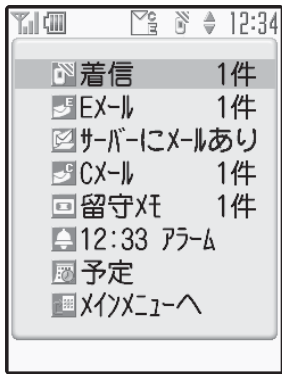 12:34
着信 1件
Eメール 1件
サーバーにメールあり
Cメール 1件
留守メモ 1件
12:33 アラーム
予定
メインメニューへ